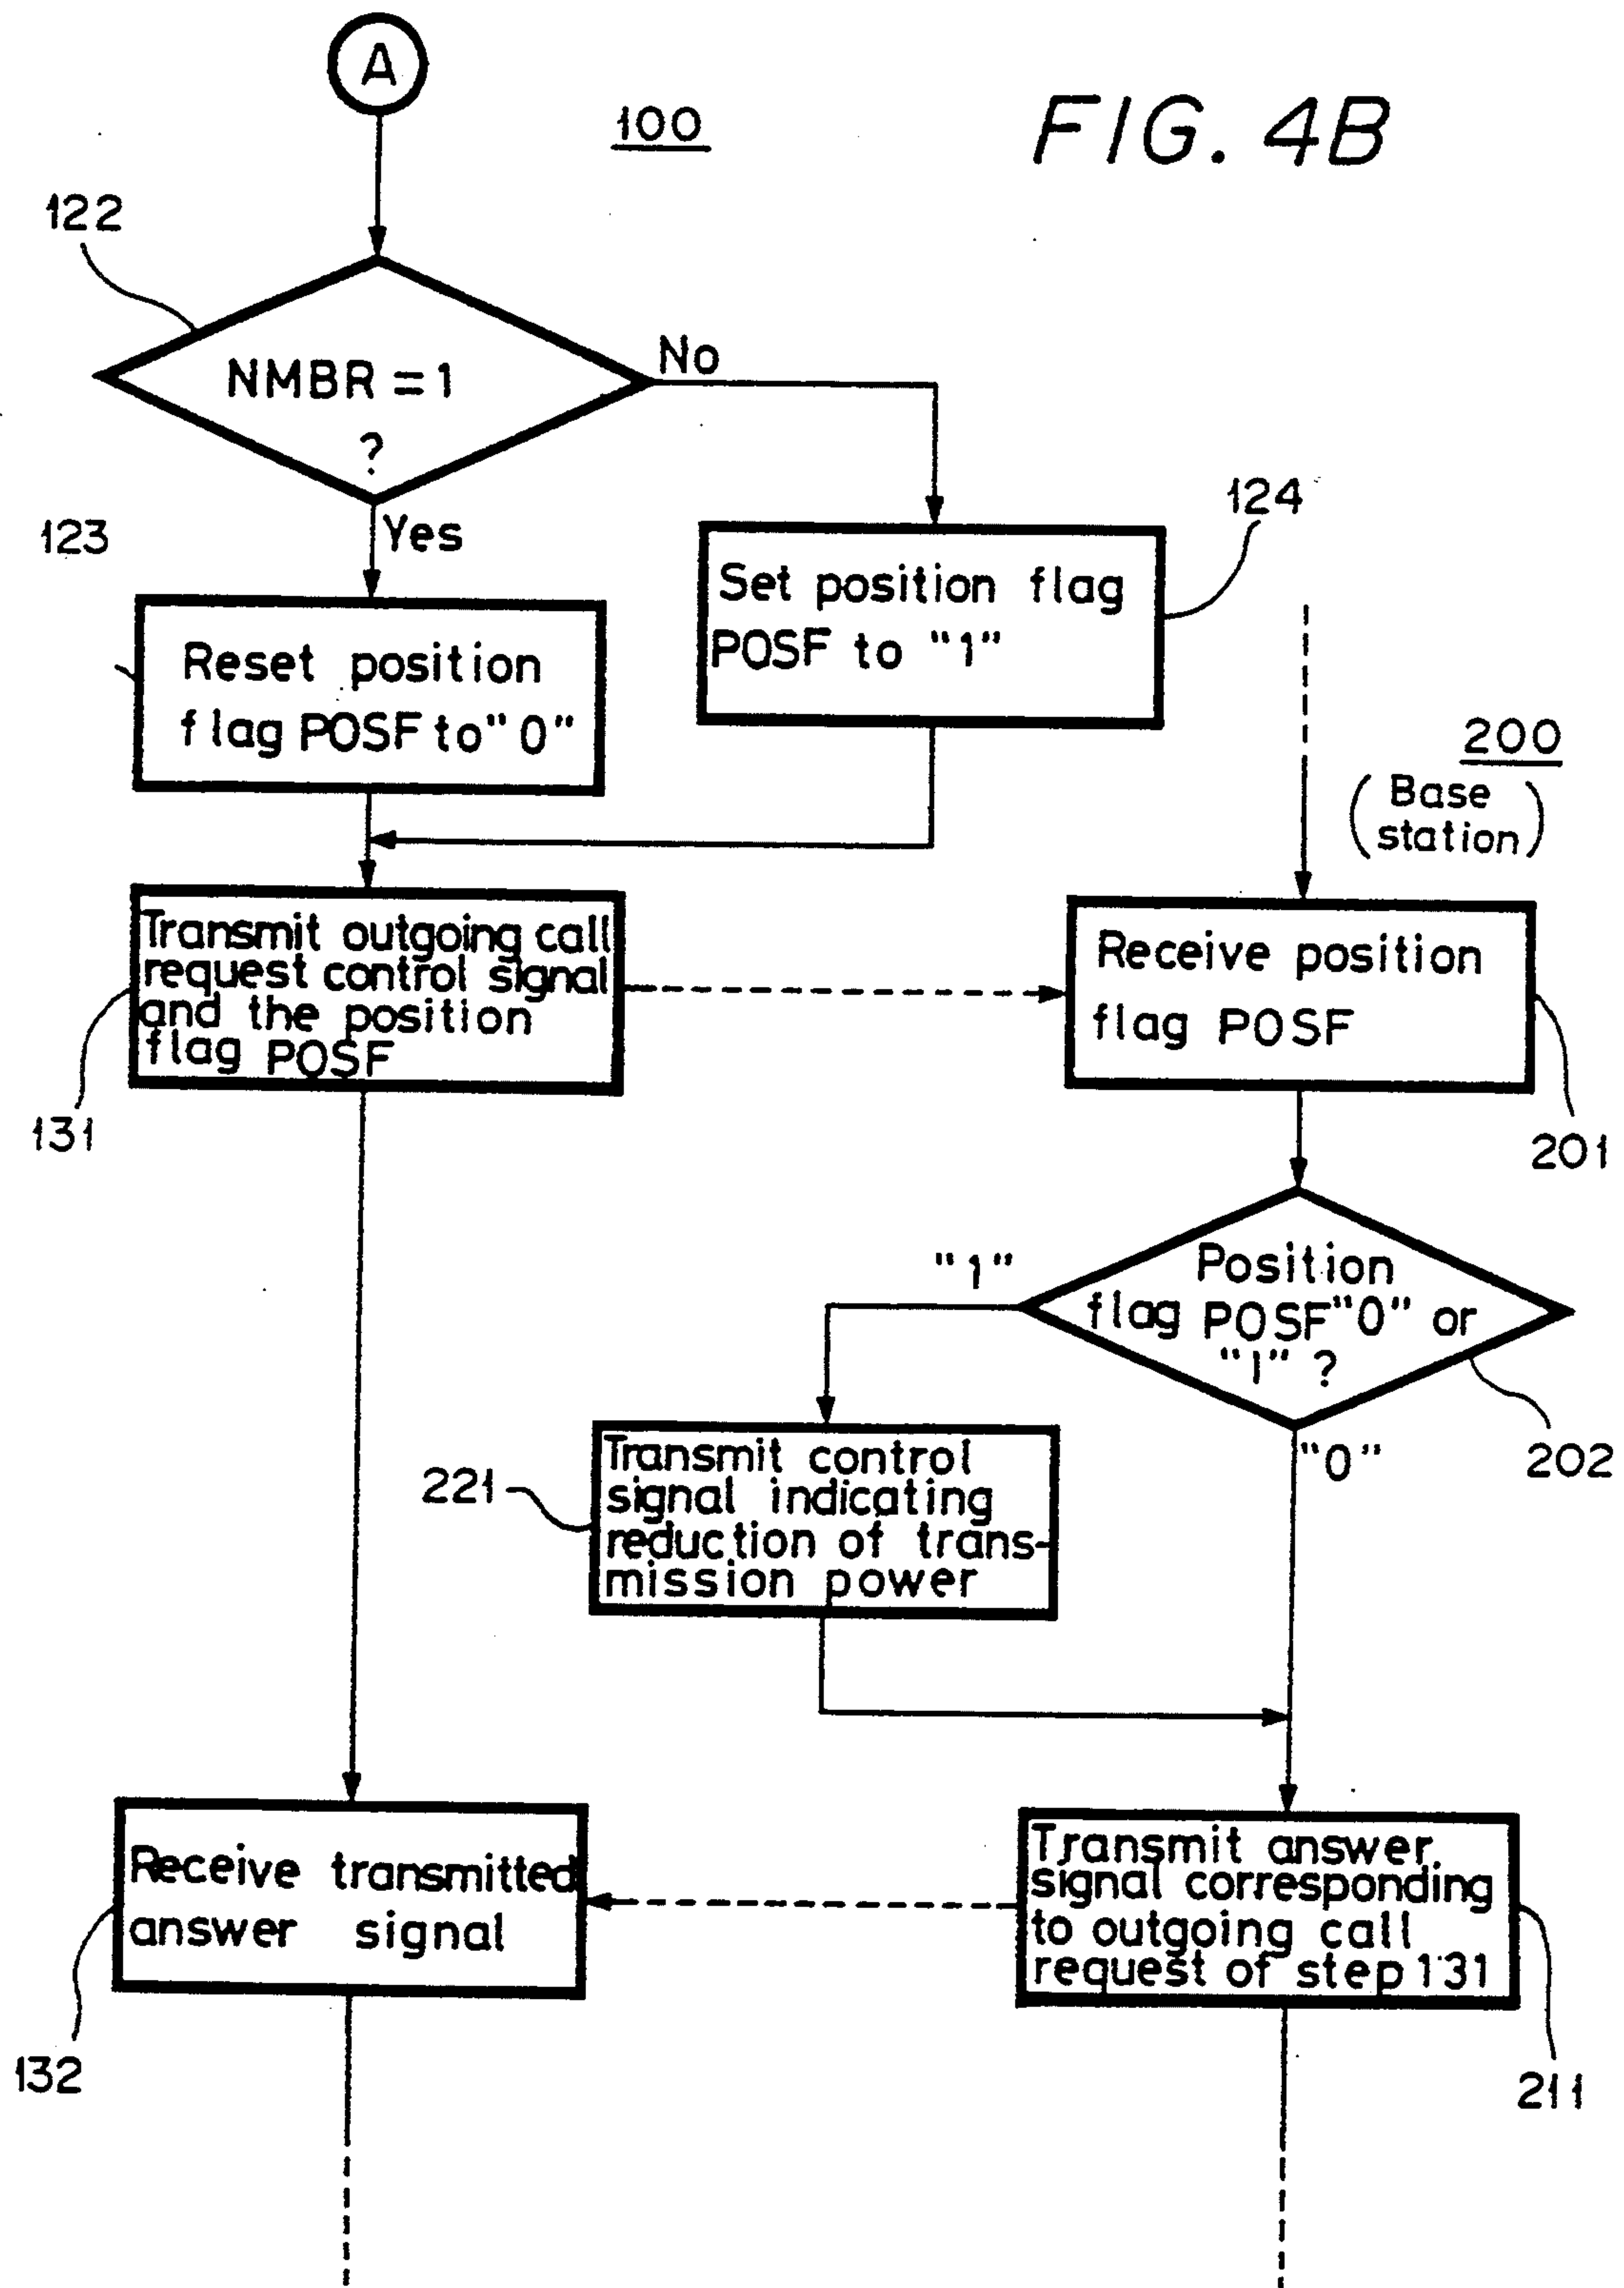 A
100
FIG. 4B
122
NMBR = 1
?
No
Yes
123
124
Set position flag
POSF to "1"
Reset position
flag POSF to "0"
200
(Base
station)
Transmit outgoing call
request control signal
and the position
flag POSF
131
Receive position
flag POSF
201
"1"
Position
flag POSF "0" or
"1" ?
202
"0"
221
Transmit control
signal indicating
reduction of trans-
mission power
Receive transmitted
answer signal
132
Transmit answer
signal corresponding
to outgoing call
request of step 131
211